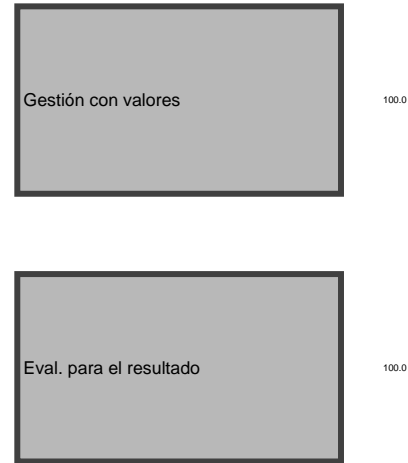 Gestión con valores
100.0
Eval. para el resultado
100.0